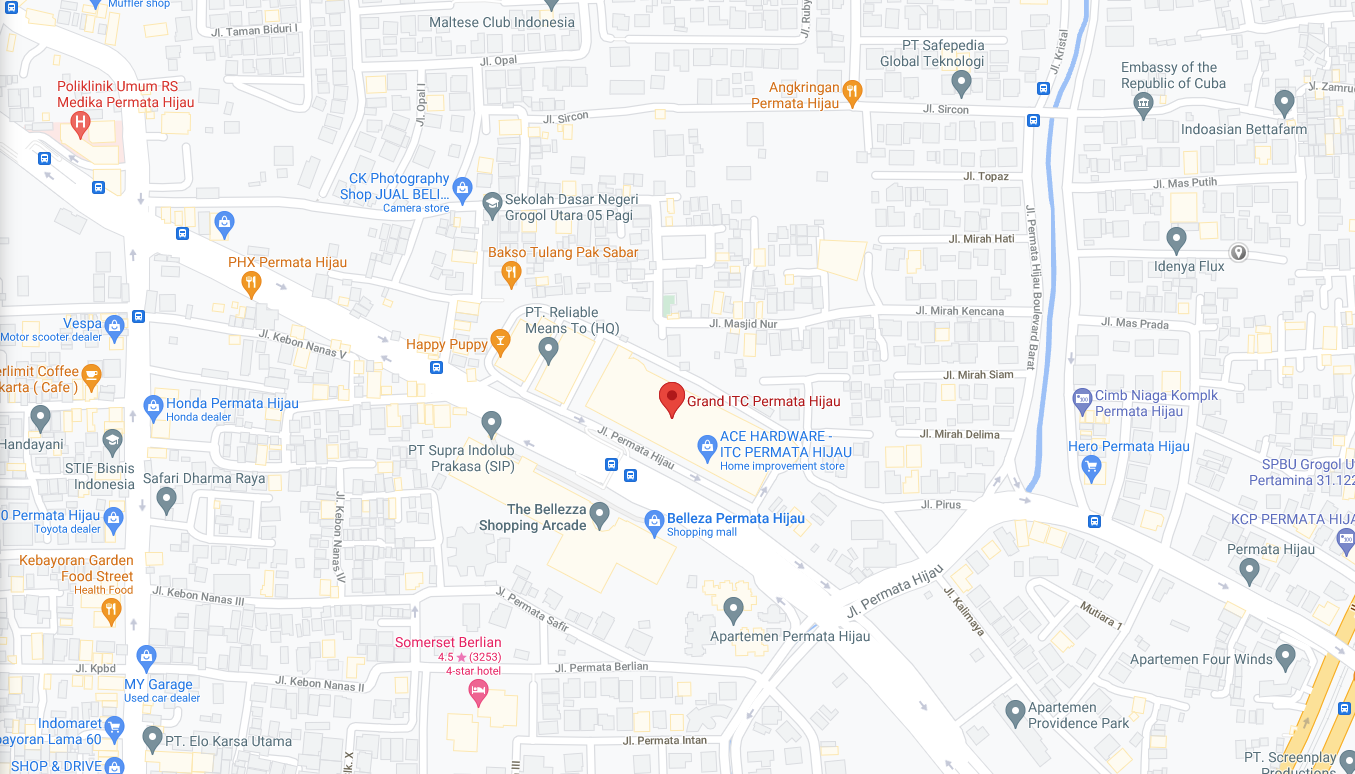 Muffler shop
Maltese Club Indonesia
Jl. Taman Biduri I
Jl. Opal
Jl. Ruby
Jl. Kristal
PT Safepedia
Global Teknologi
Embassy of the
Republic of Cuba
Poliklinik Umum RS
Medika Permata Hijau
H
Jl. Opal I
Angkringan
Permata Hijau
Jl. Sircon
Jl. Sircon
Jl. Zamrud
Indoasian Bettafarm
CK Photography
Shop JUAL BELI...
Camera store
Sekolah Dasar Negeri
Grogol Utara 05 Pagi
Jl. Topaz
Jl. Mas Putih
Jl. Permata Hijau Boulevard Barat
Jl. Mirah Hati
Bakso Tulang Pak Sabar
PHX Permata Hijau
Idenya Flux
Vespa
Motor scooter dealer
Jl. Kebon Nanas V
PT. Reliable
Means To (HQ)
Jl. Masjid Nur
Jl. Mirah Kencana
Jl. Mas Prada
Happy Puppy
erlimit Coffee
karta ( Cafe )
Jl. Mirah Siam
Honda Permata Hijau
Honda dealer
Grand ITC Permata Hijau
Cimb Niaga Komplk
Permata Hijau
Handayani
Jl. Permata Hijau
ACE HARDWARE -
ITC PERMATA HIJAU
Home improvement store
Jl. Mirah Delima
Hero Permata Hijau
STIE Bisnis
Indonesia
Safari Dharma Raya
PT Supra Indolub
Prakasa (SIP)
SPBU Grogol U
Pertamina 31.122
0 Permata Hijau
Toyota dealer
Jl. Kebon Nanas IV
The Bellezza
Shopping Arcade
Belleza Permata Hijau
Shopping mall
Jl. Pirus
KCP PERMATA HIJA
Permata Hijau
Kebayoran Garden
Food Street
Health Food
Jl. Kebon Nanas III
Jl. Permata Safir
Jl. Permata Hijau
Jl. Kalimaya
Mutiara 1
Apartemen Permata Hijau
Somerset Berlian
4.5 ★ (3253)
4-star hotel
Jl. Kpbd
Jl. Permata Berlian
Apartemen Four Winds
MY Garage
Used car dealer
Jl. Kebon Nanas II
Apartemen
Providence Park
Indomaret
bayoran Lama 60
PT. Elo Karsa Utama
Jl. Permata Intan
lk. X
III
SHOP & DRIVE
PT. Screenplay
Productions